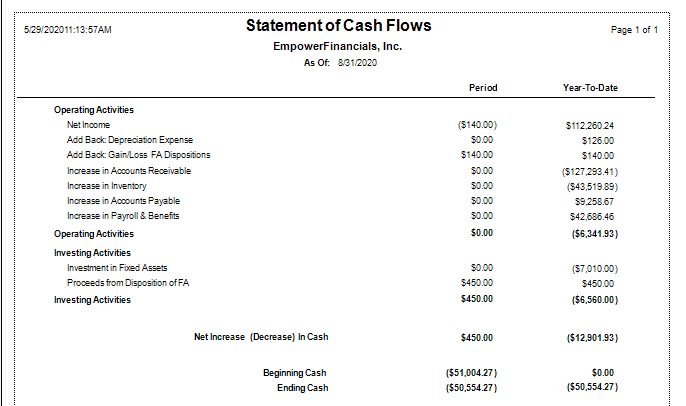 Statement of Cash Flows
5/29/202011:13:57AM Page 1 of 1
EmpowerFinancials, Inc.
As Of: 8/31/2020
Period Year-To-Date
Operating Activities
Net Income ($140.00) $112,260.24
Add Back: Depreciation Expense $0.00 $126.00
Add Back: Gain/Loss FA Dispositions $140.00 $140.00
Increase in Accounts Receivable $0.00 ($127,293.41)
Increase in Inventory $0.00 ($43,519.89)
Increase in Accounts Payable $0.00 $9,258.67
Increase in Payroll & Benefits $0.00 $42,686.46
Operating Activities $0.00 ($6,341.93)
Investing Activities
Investment in Fixed Assets $0.00 ($7,010.00)
Proceeds from Disposition of FA $450.00 $450.00
Investing Activities $450.00 ($6,560.00)
Net Increase (Decrease) In Cash $450.00 ($12,901.93)
Beginning Cash ($51,004.27) $0.00
Ending Cash ($50,554.27) ($50,554.27)